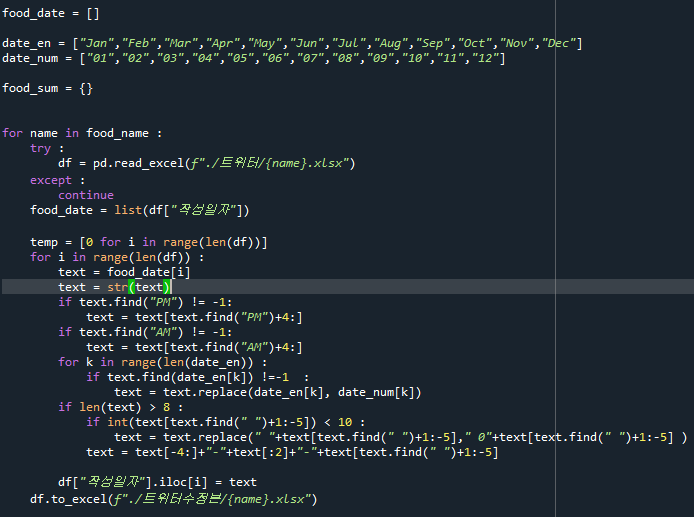 food_date = []
date_en = ["Jan","Feb","Mar","Apr","May","Jun","Jul","Aug","Sep","Oct","Nov","Dec"]
date_num = ["01","02","03","04","05","06","07","08","09","10","11","12"]
food_sum = {}
for name in food_name :
    try :
        df = pd.read_excel(f"./트위터/{name}.xlsx")
    except :
        continue
    food_date = list(df["작성일자"])
    temp = [0 for i in range(len(df))]
    for i in range(len(df)) :
        text = food_date[i]
        text = str(text)
        if text.find("PM") != -1:
            text = text[text.find("PM")+4:]
        if text.find("AM") != -1:
            text = text[text.find("AM")+4:]
        for k in range(len(date_en)) :
            if text.find(date_en[k]) !=-1  :
                text = text.replace(date_en[k], date_num[k])
        if len(text) > 8 :
            if int(text[text.find(" ")+1:-5]) < 10 :
                text = text.replace(" "+text[text.find(" ")+1:-5]," 0"+text[text.find(" ")+1:-5] )
            text = text[-4:]+"-"+text[:2]+"-"+text[text.find(" ")+1:-5]
        df["작성일자"].iloc[i] = text
    df.to_excel(f"./트위터수정본/{name}.xlsx")